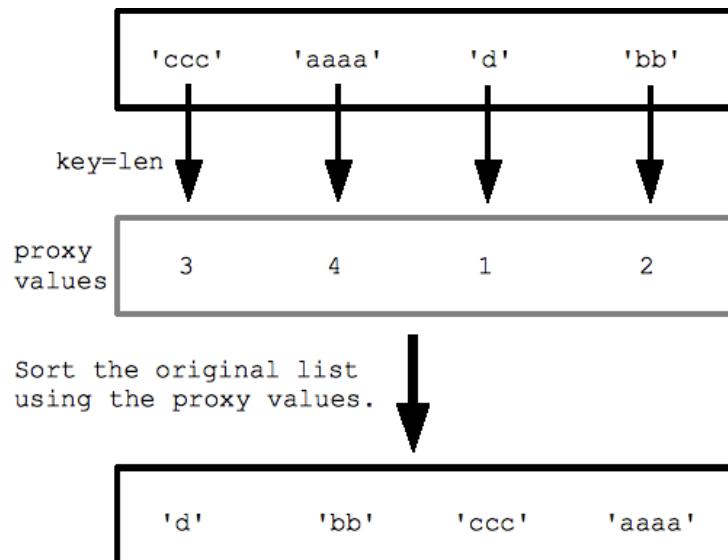 'ccc' 'aaaa' 'd' 'bb'
key=len
proxy
values
3 4 1 2
Sort the original list
using the proxy values.
'd' 'bb' 'ccc' 'aaaa'